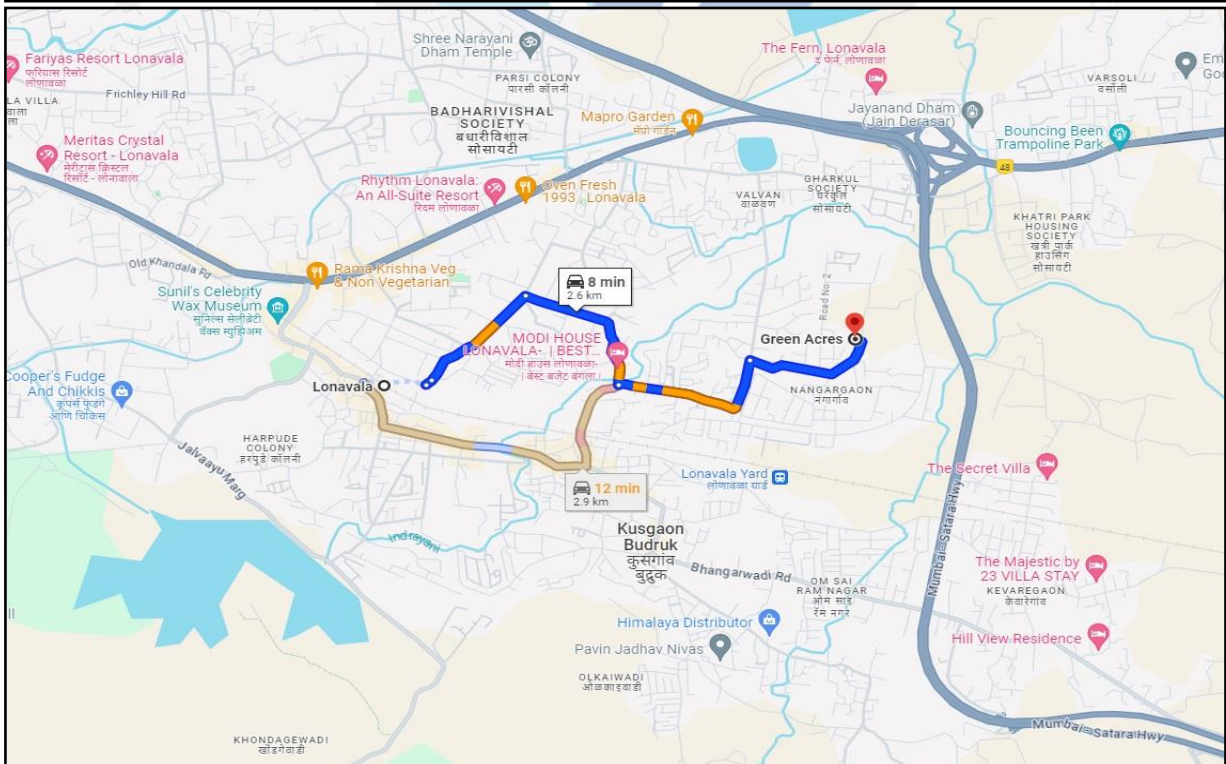 Shree Narayani
Dham Temple
The Fern, Lonavala
द फेर्न, लोणावळा
Fariyas Resort Lonavala
फरियास रिसॉर्ट
लोणावळा
Frichley Hill Rd
LA VILLA
PARSI COLONY
पारसी कॉलनी
VARSOLI
वर्सोली
BADHARIVISHAL
SOCIETY
बधारीविशाल
सोसायटी
Mapro Garden
मॅप्रो गार्डन
Jayanand Dham
(Jain Derasar)
Bouncing Been
Trampoline Park
48
Meritas Crystal
Resort - Lonavala
मेरीटास क्रिस्टल
रिसॉर्ट - लोनावाला
Rhythm Lonavala:
An All-Suite Resort
रिदम लोणावळा
Oven Fresh
1993 , Lonavala
VALVAN
वाळवण
GHARKUL
SOCIETY
घरकुल
सोसायटी
KHATRI PARK
HOUSING
SOCIETY
खत्री पार्क
हाउसिंग
सोसायटी
Old Khandala Rd
Rama Krishna Veg
& Non Vegetarian
Sunil's Celebrity
Wax Museum
सुनिल्स सेलीब्रेटी
वॅक्स म्युझिअम
8 min
2.6 km
Road No: 2
MODI HOUSE
LONAVALA- | BEST...
मोदी हाउस लोणावळा-
| बेस्ट बजेट बंगला
Green Acres
Lonavala
NANGARGAON
नंगारगाँव
Cooper's Fudge
And Chikkis
कूपर्स फुडगे
आणि चिकिस
HARPUDE
COLONY
हरपुडे कॉलनी
Jalvaayu Marg
Lonavala Yard
लोणावळा यार्ड
The Secret Villa
12 min
2.9 km
Indrayani
Kusgaon
Budruk
कुसगांव
बुद्रुक
Bhangarwadi Rd
Mumbai - Satara Hwy
OM SAI
RAM NAGAR
ओम साई
रॅम नगर
The Majestic by
23 VILLA STAY
KEVAREGAON
केवारेगांव
Himalaya Distributor
Hill View Residence
Pavin Jadhav Nivas
OLKAIWADI
ओळकाइवाडी
Mumbai - Satara Hwy
KHONDAGEWADI
खोंडगेवाडी